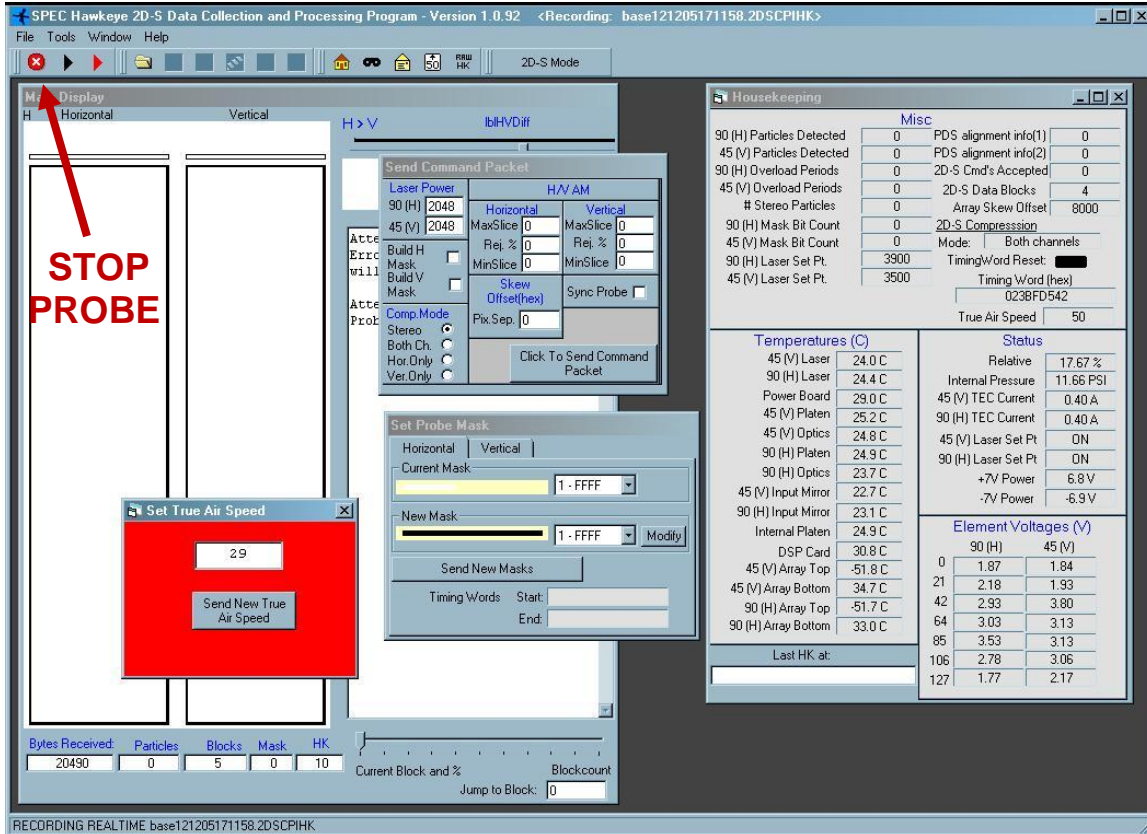 SPEC Hawkeye 2D-S Data Collection and Processing Program - Version 1.0.92 <Recording: base121205171158.2DSCPIHK>
File Tools Window Help
50
RAW
HK
2D-S Mode
STOP
PROBE
Main Display
H Horizontal Vertical
H > V lblHVDiff
Atte
Erro
will
Atte
Prob
Send Command Packet
Laser Power
90 (H) 2048
45 (V) 2048
Build H
Mask
Build V
Mask
Comp.Mode
Stereo
Both Ch.
Hor.Only
Ver.Only
H/V AM
Horizontal Vertical
MaxSlice 0 MaxSlice 0
Rej. % 0 Rej. % 0
MinSlice 0 MinSlice 0
Skew
Offset(hex)
Pix.Sep. 0
Sync Probe
Click To Send Command
Packet
Set Probe Mask
Horizontal Vertical
Current Mask
1 - FFFF
New Mask
1 - FFFF Modify
Send New Masks
Timing Words Start:
End:
Set True Air Speed
29
Send New True
Air Speed
Bytes Received: Particles Blocks Mask HK
20490 0 5 0 10
Current Block and % Blockcount
Jump to Block: 0
Housekeeping
Misc
90 (H) Particles Detected 0 PDS alignment info(1) 0
45 (V) Particles Detected 0 PDS alignment info(2) 0
90 (H) Overload Periods 0 2D-S Cmd's Accepted 0
45 (V) Overload Periods 0 2D-S Data Blocks 4
# Stereo Particles 0 Array Skew Offset 8000
90 (H) Mask Bit Count 0 2D-S Compresssion
45 (V) Mask Bit Count 0 Mode: Both channels
90 (H) Laser Set Pt. 3900 TimingWord Reset:
45 (V) Laser Set Pt. 3500 Timing Word (hex)
023BFD542
True Air Speed 50
Temperatures (C)
45 (V) Laser 24.0 C
90 (H) Laser 24.4 C
Power Board 29.0 C
45 (V) Platen 25.2 C
45 (V) Optics 24.8 C
90 (H) Platen 24.9 C
90 (H) Optics 23.7 C
45 (V) Input Mirror 22.7 C
90 (H) Input Mirror 23.1 C
Internal Platen 24.9 C
DSP Card 30.8 C
45 (V) Array Top -51.8 C
45 (V) Array Bottom 34.7 C
90 (H) Array Top -51.7 C
90 (H) Array Bottom 33.0 C
Last HK at:
Status
Relative 17.67 %
Internal Pressure 11.66 PSI
45 (V) TEC Current 0.40 A
90 (H) TEC Current 0.40 A
45 (V) Laser Set Pt ON
90 (H) Laser Set Pt ON
+7V Power 6.8 V
-7V Power -6.9 V
Element Voltages (V)
90 (H) 45 (V)
0 1.87 1.84
21 2.18 1.93
42 2.93 3.80
64 3.03 3.13
85 3.53 3.13
106 2.78 3.06
127 1.77 2.17
RECORDING REALTIME base121205171158.2DSCPIHK